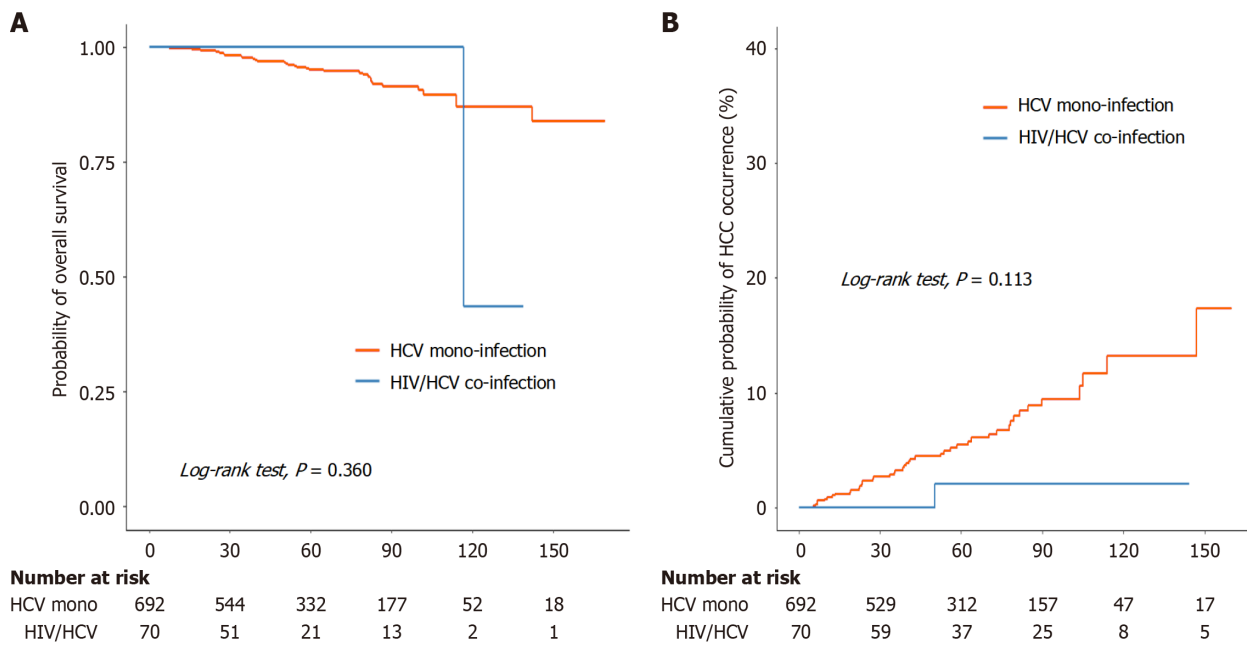 A
Probability of overall survival
1.00
0.75
0.50
0.25
0.00
HCV mono-infection
HIV/HCV co-infection
Log-rank test, P = 0.360
0 30 60 90 120 150
Number at risk
HCV mono 692 544 332 177 52 18
HIV/HCV 70 51 21 13 2 1
B
Cumulative probability of HCC occurrence (%)
40
30
20
10
0
HCV mono-infection
HIV/HCV co-infection
Log-rank test, P = 0.113
0 30 60 90 120 150
Number at risk
HCV mono 692 529 312 157 47 17
HIV/HCV 70 59 37 25 8 5